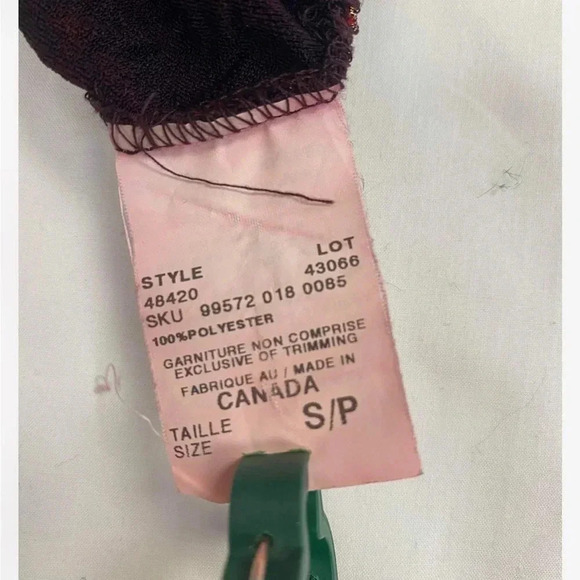 STYLE LOT
48420 43066
SKU 99572 018 0085
100%POLYESTER
GARNITURE NON COMPRISE
EXCLUSIVE OF TRIMMING
FABRIQUE AU / MADE IN
CANADA
TAILLE S/P
SIZE